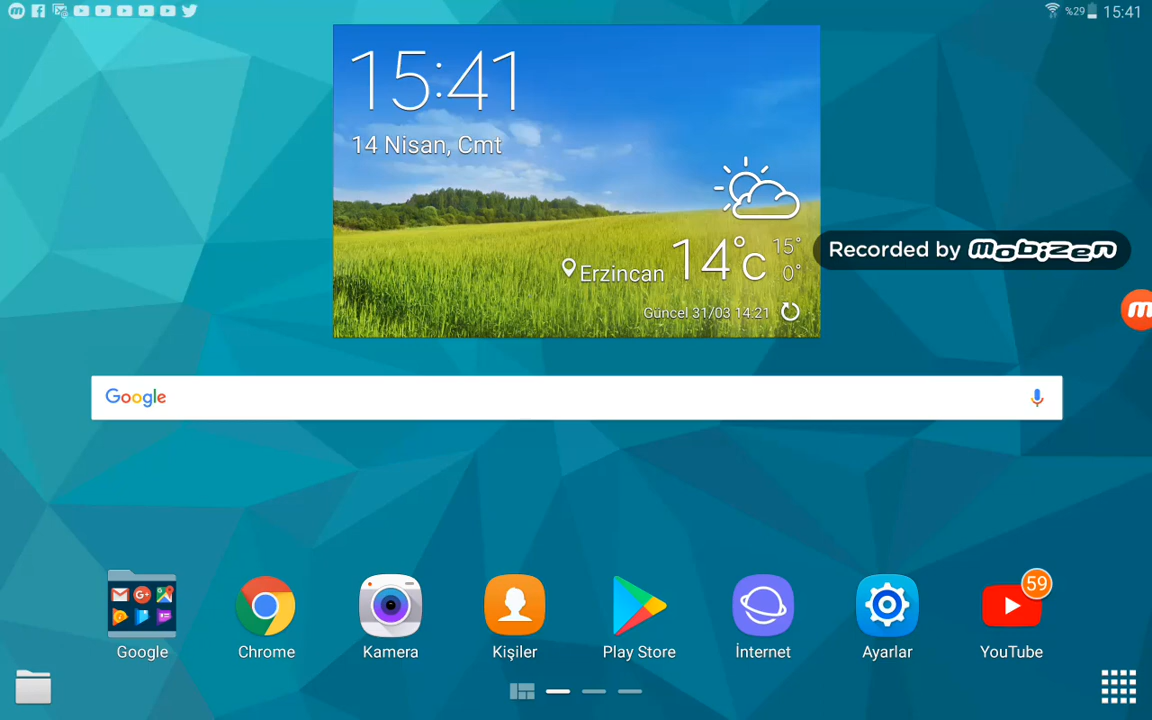 %29 15:41
15:41
14 Nisan, Cmt
15°
14°c
Erzincan
0°
Guncel 31/03 14:21
Recorded by mobizen
Google
59
Google
Chrome
Kamera
Kişiler
Play Store
İnternet
Ayarlar
YouTube